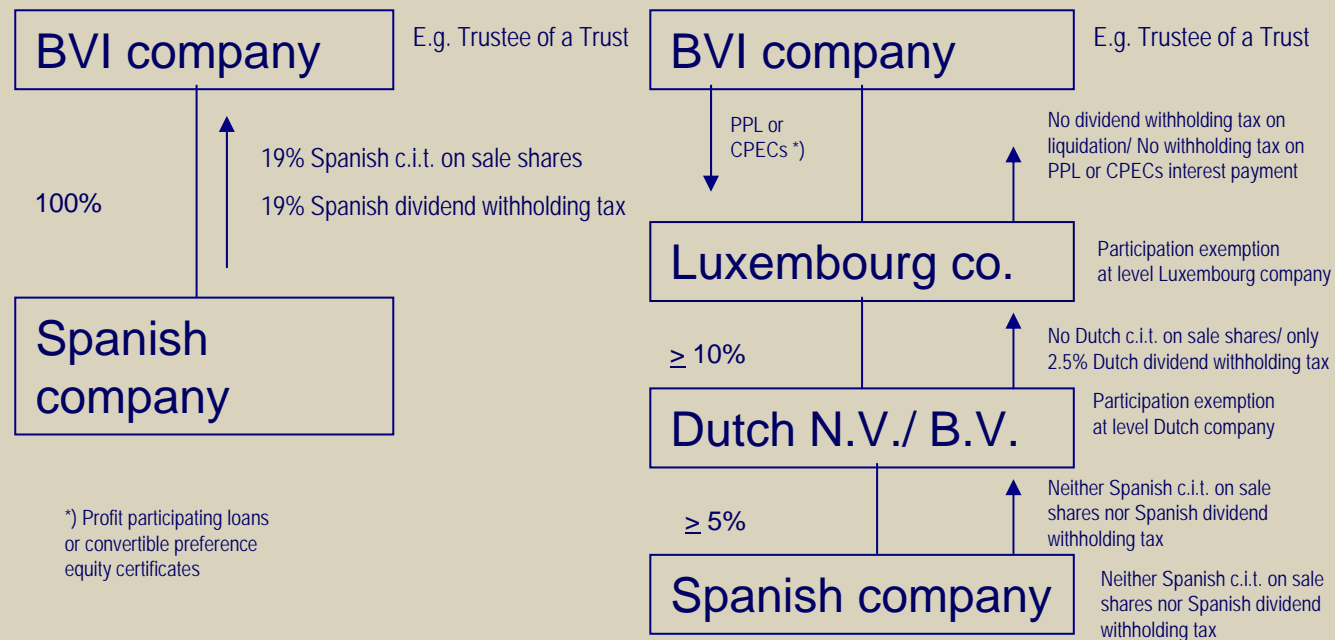 BVI company
E.g. Trustee of a Trust
19% Spanish c.i.t. on sale shares
100%
19% Spanish dividend withholding tax
Spanish
company
*) Profit participating loans
or convertible preference
equity certificates
BVI company
E.g. Trustee of a Trust
PPL or
CPECs *)
No dividend withholding tax on
liquidation/ No withholding tax on
PPL or CPECs interest payment
Luxembourg co.
Participation exemption
at level Luxembourg company
≥ 10%
No Dutch c.i.t. on sale shares/ only
2.5% Dutch dividend withholding tax
Dutch N.V./ B.V.
Participation exemption
at level Dutch company
≥ 5%
Neither Spanish c.i.t. on sale
shares nor Spanish dividend
withholding tax
Spanish company
Neither Spanish c.i.t. on sale
shares nor Spanish dividend
withholding tax